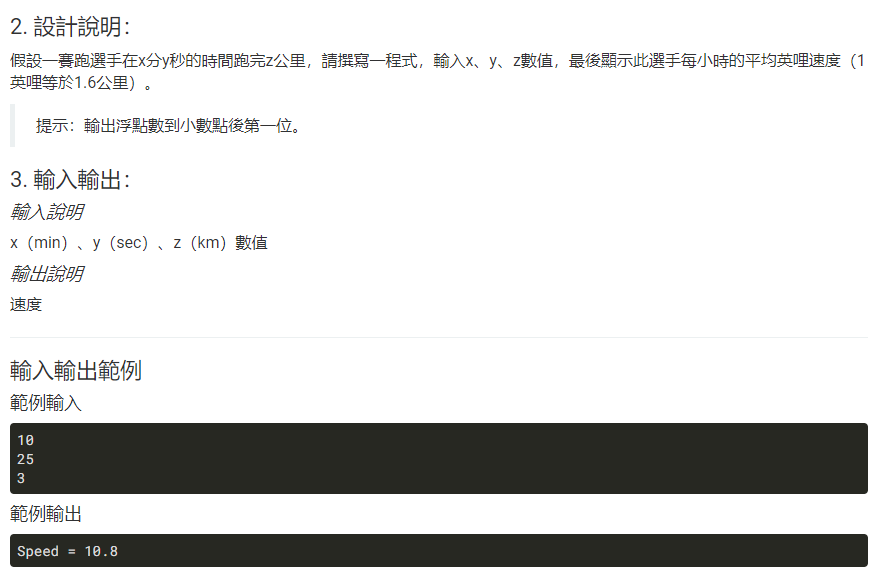 2. 設計說明：
假設一賽跑選手在x分y秒的時間跑完z公里，請撰寫一程式，輸入x、y、z數值，最後顯示此選手每小時的平均英哩速度（1
英哩等於1.6公里）。
提示：輸出浮點數到小數點後第一位。
3. 輸入輸出：
輸入說明
x（min）、y（sec）、z（km）數值
輸出說明
速度
輸入輸出範例
範例輸入
10
25
3
範例輸出
Speed = 10.8